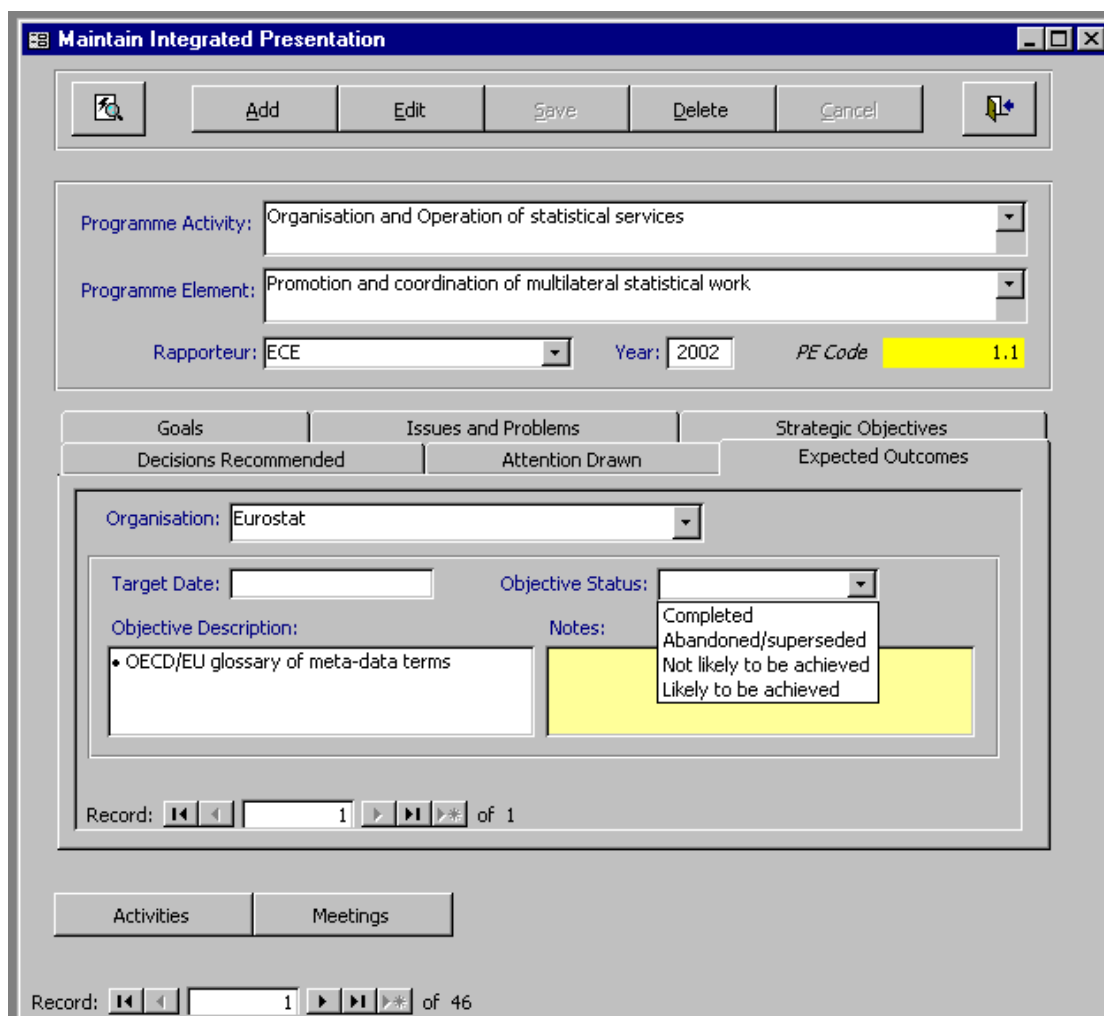 Maintain Integrated Presentation
Add Edit Save Delete Cancel
Programme Activity: Organisation and Operation of statistical services
Programme Element: Promotion and coordination of multilateral statistical work
Rapporteur: ECE Year: 2002 PE Code 1.1
Goals Issues and Problems Strategic Objectives
Decisions Recommended Attention Drawn Expected Outcomes
Organisation: Eurostat
Target Date: Objective Status:
Completed
Abandoned/superseded
Not likely to be achieved
Likely to be achieved
Objective Description: Notes:
• OECD/EU glossary of meta-data terms
Record: 1 of 1
Activities Meetings
Record: 1 of 46